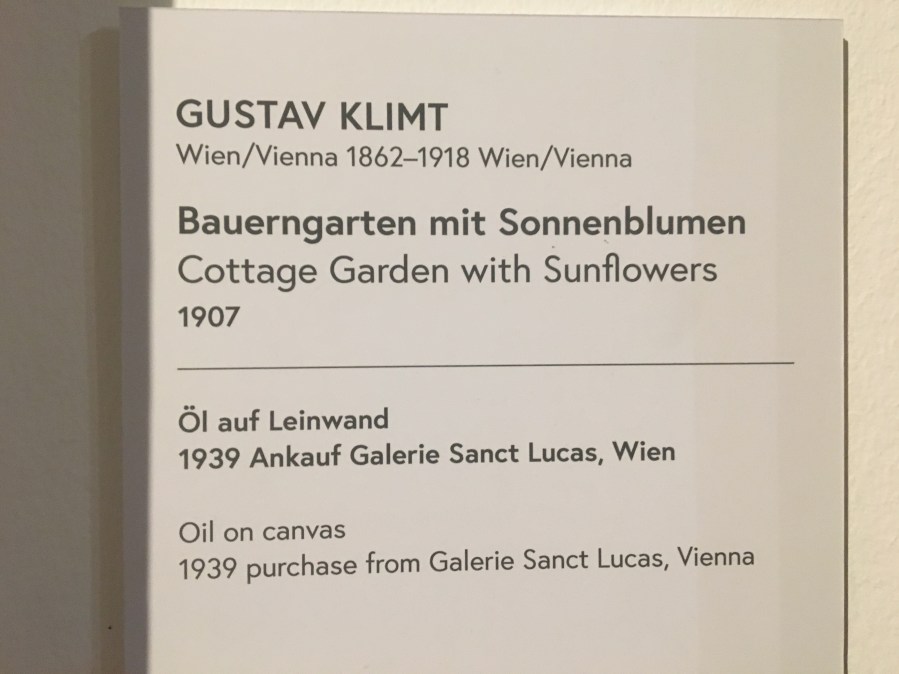 GUSTAV KLIMT
Wien/Vienna 1862–1918 Wien/Vienna
Bauerngarten mit Sonnenblumen
Cottage Garden with Sunflowers
1907
Öl auf Leinwand
1939 Ankauf Galerie Sanct Lucas, Wien
Oil on canvas
1939 purchase from Galerie Sanct Lucas, Vienna